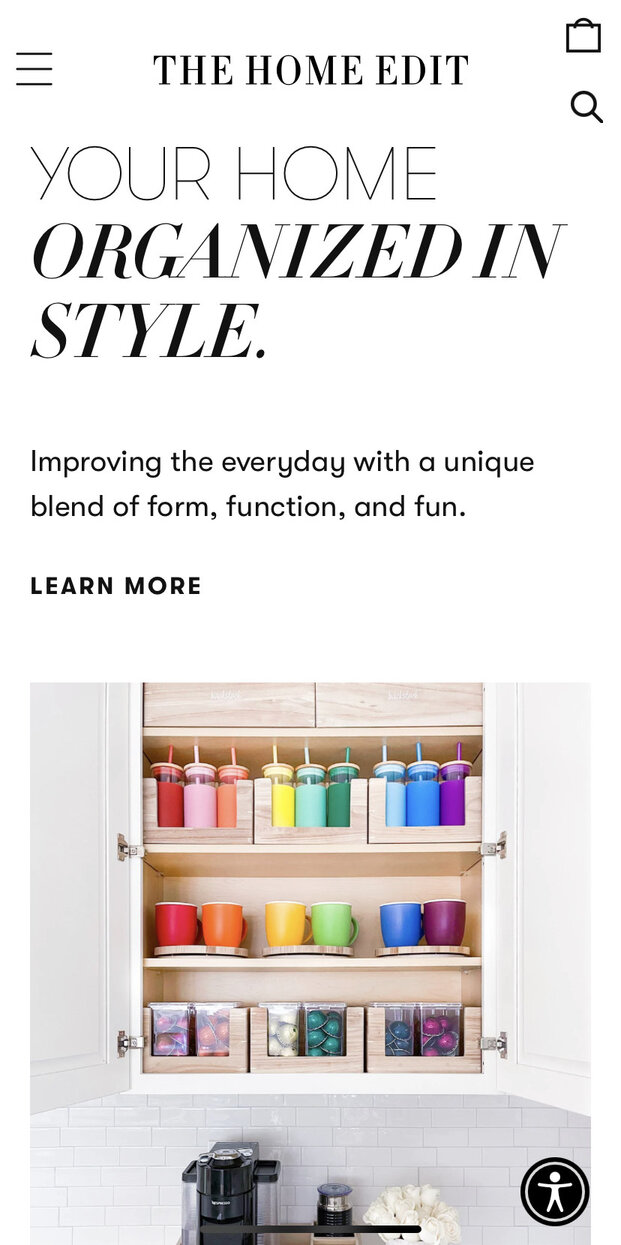 THE HOME EDIT
YOUR HOME
ORGANIZED IN
STYLE.
Improving the everyday with a unique
blend of form, function, and fun.
LEARN MORE
NESPRESSO